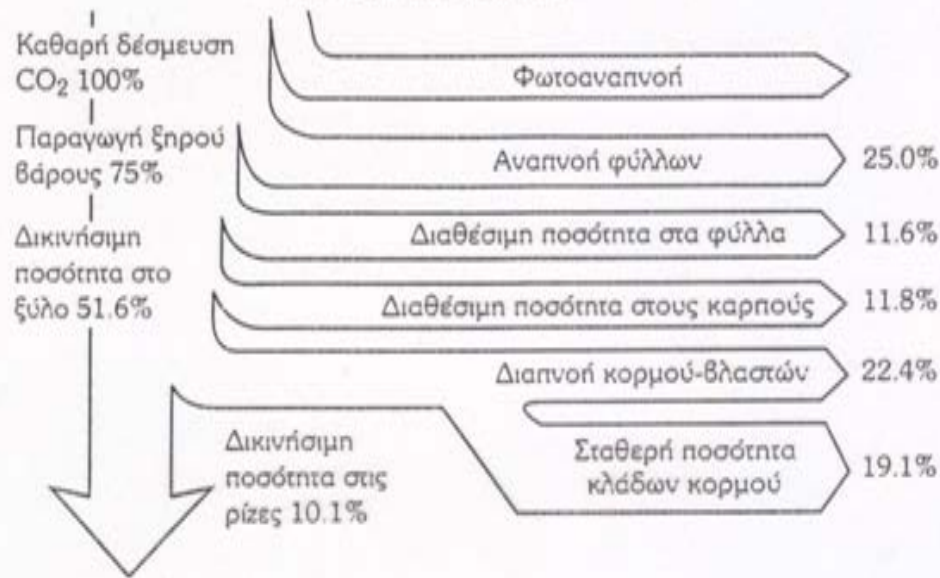 Καθαρή δέσμευση
CO₂ 100%
Παραγωγή ξηρού
βάρους 75%
Δικινήσιμη
ποσότητα στο
ξύλο 51.6%
Φωτοαναπνοή
Αναπνοή φύλλων 25.0%
Διαθέσιμη ποσότητα στα φύλλα 11.6%
Διαθέσιμη ποσότητα στους καρπούς 11.8%
Διαπνοή κορμού-βλαστών 22.4%
Σταθερή ποσότητα
κλάδων κορμού 19.1%
Δικινήσιμη
ποσότητα στις
ρίζες 10.1%